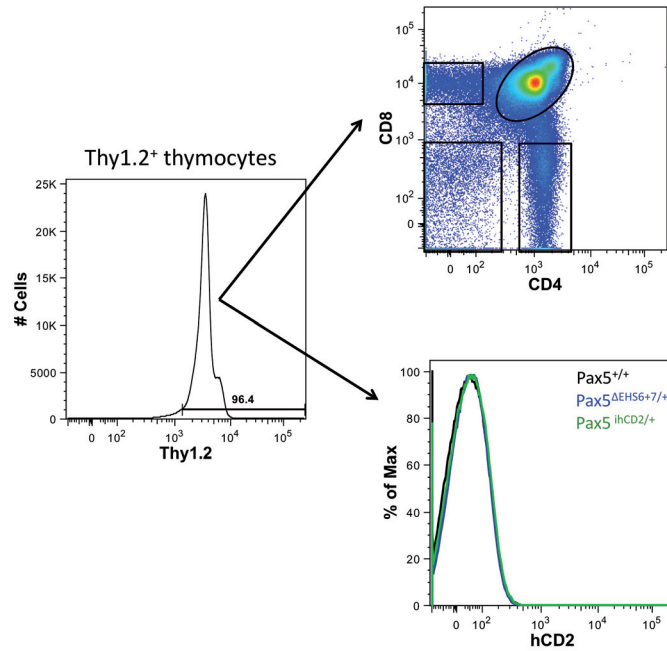 Thy1.2⁺ thymocytes
25K
20K
15K
10K
5000
0
# Cells
96.4
0 10² 10³ 10⁴ 10⁵
Thy1.2
10⁵
10⁴
10³
10²
0
CD8
0 10² 10³ 10⁴ 10⁵
CD4
100
80
60
40
20
0
% of Max
Pax5⁺/⁺
Pax5ΔEHS6+7/+
Pax5 ihCD2/+
0 10² 10³ 10⁴ 10⁵
hCD2